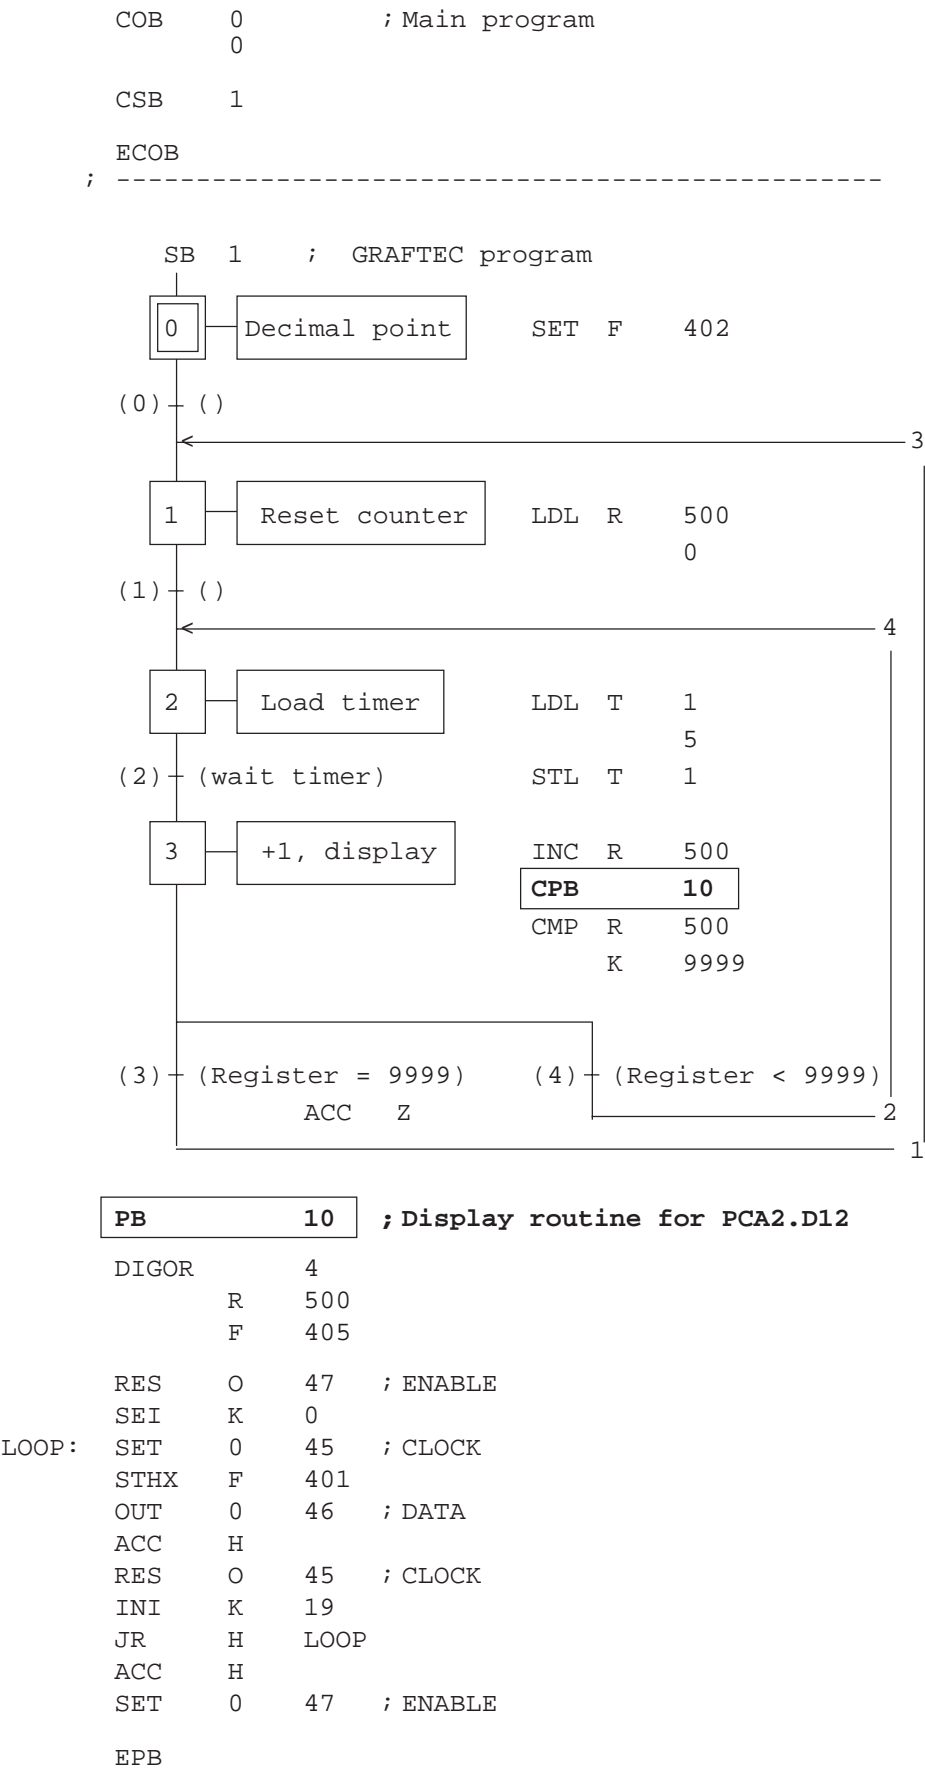 COB 0 ; Main program
0
CSB 1
ECOB
; ------------------------------------------------
SB 1 ; GRAFTEC program
0 Decimal point SET F 402
(0) ()
< 3
1 Reset counter LDL R 500
0
(1) ()
< 4
2 Load timer LDL T 1
5
(2) (wait timer) STL T 1
3 +1, display INC R 500
CPB 10
CMP R 500
K 9999
(3) (Register = 9999) (4) (Register < 9999)
ACC Z 2
1
PB 10 ; Display routine for PCA2.D12
DIGOR 4
R 500
F 405
RES O 47 ; ENABLE
SEI K 0
LOOP: SET 0 45 ; CLOCK
STHX F 401
OUT 0 46 ; DATA
ACC H
RES O 45 ; CLOCK
INI K 19
JR H LOOP
ACC H
SET 0 47 ; ENABLE
EPB